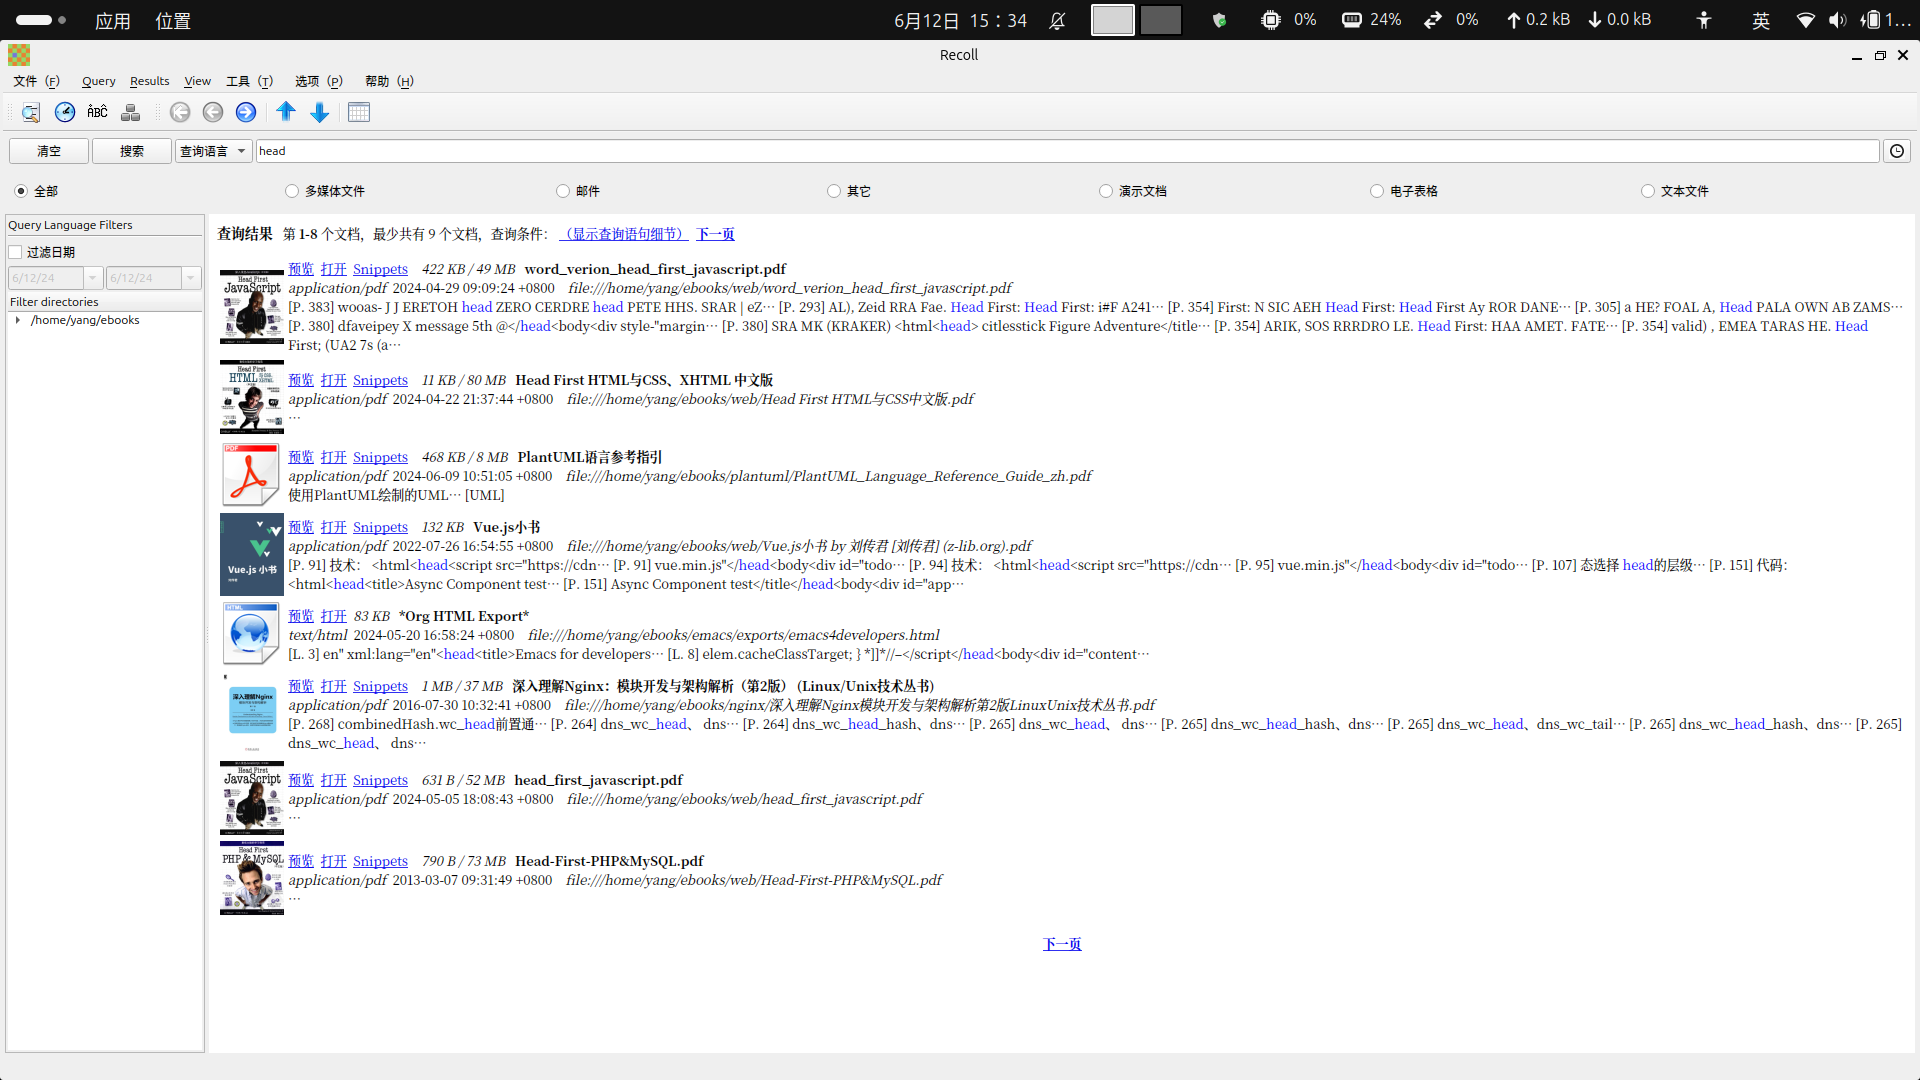 应用 位置 6月12日 15：34 0% 24% 0% 0.2 kB 0.0 kB 英 1…
Recoll
文件（F） Query Results View 工具（T） 选项（P） 帮助（H）
ABC
清空 搜索 查询语言 head
全部 多媒体文件 邮件 其它 演示文档 电子表格 文本文件
Query Language Filters
过滤日期
6/12/24 6/12/24
Filter directories
/home/yang/ebooks
查询结果 第 1-8 个文档，最少共有 9 个文档，查询条件： （显示查询语句细节） 下一页
预览 打开 Snippets 422 KB / 49 MB word_verion_head_first_javascript.pdf
application/pdf 2024-04-29 09:09:24 +0800 file:///home/yang/ebooks/web/word_verion_head_first_javascript.pdf
[P. 383] wooas- J J ERETOH head ZERO CERDRE head PETE HHS. SRAR | eZ… [P. 293] AL), Zeid RRA Fae. Head First: Head First: i#F A241… [P. 354] First: N SIC AEH Head First: Head First Ay ROR DANE… [P. 305] a HE? FOAL A, Head PALA OWN AB ZAMS…
[P. 380] dfaveipey X message 5th @</head<body<div style-"margin… [P. 380] SRA MK (KRAKER) <html<head> citlesstick Figure Adventure</title… [P. 354] ARIK, SOS RRRDRO LE. Head First: HAA AMET. FATE… [P. 354] valid) , EMEA TARAS HE. Head
First; (UA2 7s (a…
Head First JavaScript
预览 打开 Snippets 11 KB / 80 MB Head First HTML与CSS、XHTML 中文版
application/pdf 2024-04-22 21:37:44 +0800 file:///home/yang/ebooks/web/Head First HTML与CSS中文版.pdf
…
Head First HTML
预览 打开 Snippets 468 KB / 8 MB PlantUML语言参考指引
application/pdf 2024-06-09 10:51:05 +0800 file:///home/yang/ebooks/plantuml/PlantUML_Language_Reference_Guide_zh.pdf
使用PlantUML绘制的UML… [UML]
PDF
预览 打开 Snippets 132 KB Vue.js小书
application/pdf 2022-07-26 16:54:55 +0800 file:///home/yang/ebooks/web/Vue.js小书 by 刘传君 [刘传君] (z-lib.org).pdf
[P. 91] 技术： <html<head<script src="https://cdn… [P. 91] vue.min.js"</head<body<div id="todo… [P. 94] 技术： <html<head<script src="https://cdn… [P. 95] vue.min.js"</head<body<div id="todo… [P. 107] 态选择 head的层级… [P. 151] 代码：
<html<head<title>Async Component test… [P. 151] Async Component test</title</head<body<div id="app…
Vue.js 小书
预览 打开 83 KB *Org HTML Export*
text/html 2024-05-20 16:58:24 +0800 file:///home/yang/ebooks/emacs/exports/emacs4developers.html
[L. 3] en" xml:lang="en"<head<title>Emacs for developers… [L. 8] elem.cacheClassTarget; } *]]*//–</script</head<body<div id="content…
HTML
预览 打开 Snippets 1 MB / 37 MB 深入理解Nginx：模块开发与架构解析（第2版） (Linux/Unix技术丛书)
application/pdf 2016-07-30 10:32:41 +0800 file:///home/yang/ebooks/nginx/深入理解Nginx模块开发与架构解析第2版LinuxUnix技术丛书.pdf
[P. 268] combinedHash.wc_head前置通… [P. 264] dns_wc_head、 dns… [P. 264] dns_wc_head_hash、dns… [P. 265] dns_wc_head、 dns… [P. 265] dns_wc_head_hash、dns… [P. 265] dns_wc_head、dns_wc_tail… [P. 265] dns_wc_head_hash、dns… [P. 265]
dns_wc_head、 dns…
深入理解Nginx
预览 打开 Snippets 631 B / 52 MB head_first_javascript.pdf
application/pdf 2024-05-05 18:08:43 +0800 file:///home/yang/ebooks/web/head_first_javascript.pdf
…
Head First JavaScript
预览 打开 Snippets 790 B / 73 MB Head-First-PHP&MySQL.pdf
application/pdf 2013-03-07 09:31:49 +0800 file:///home/yang/ebooks/web/Head-First-PHP&MySQL.pdf
…
Head First PHP & MySQL
下一页